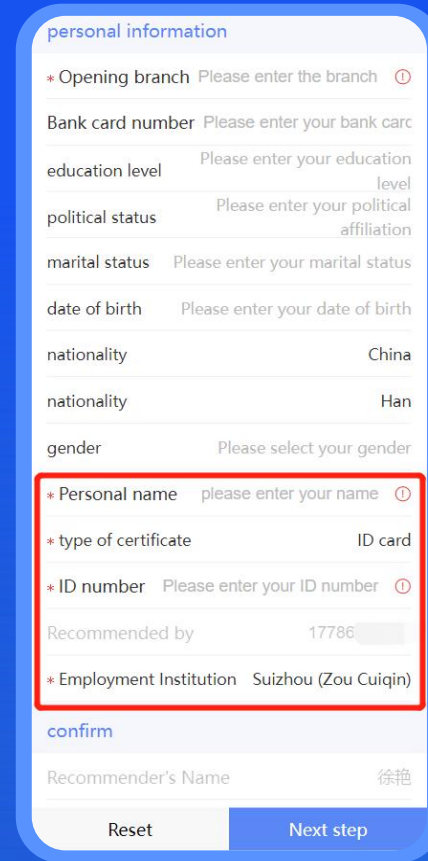 personal information
* Opening branch Please enter the branch
Bank card number Please enter your bank card
education level Please enter your education
level
political status Please enter your political
affiliation
marital status Please enter your marital status
date of birth Please enter your date of birth
nationality China
nationality Han
gender Please select your gender
* Personal name please enter your name
* type of certificate ID card
* ID number Please enter your ID number
Recommended by 17786
* Employment Institution Suizhou (Zou Cuiqin)
confirm
Recommender's Name 徐艳
Reset Next step